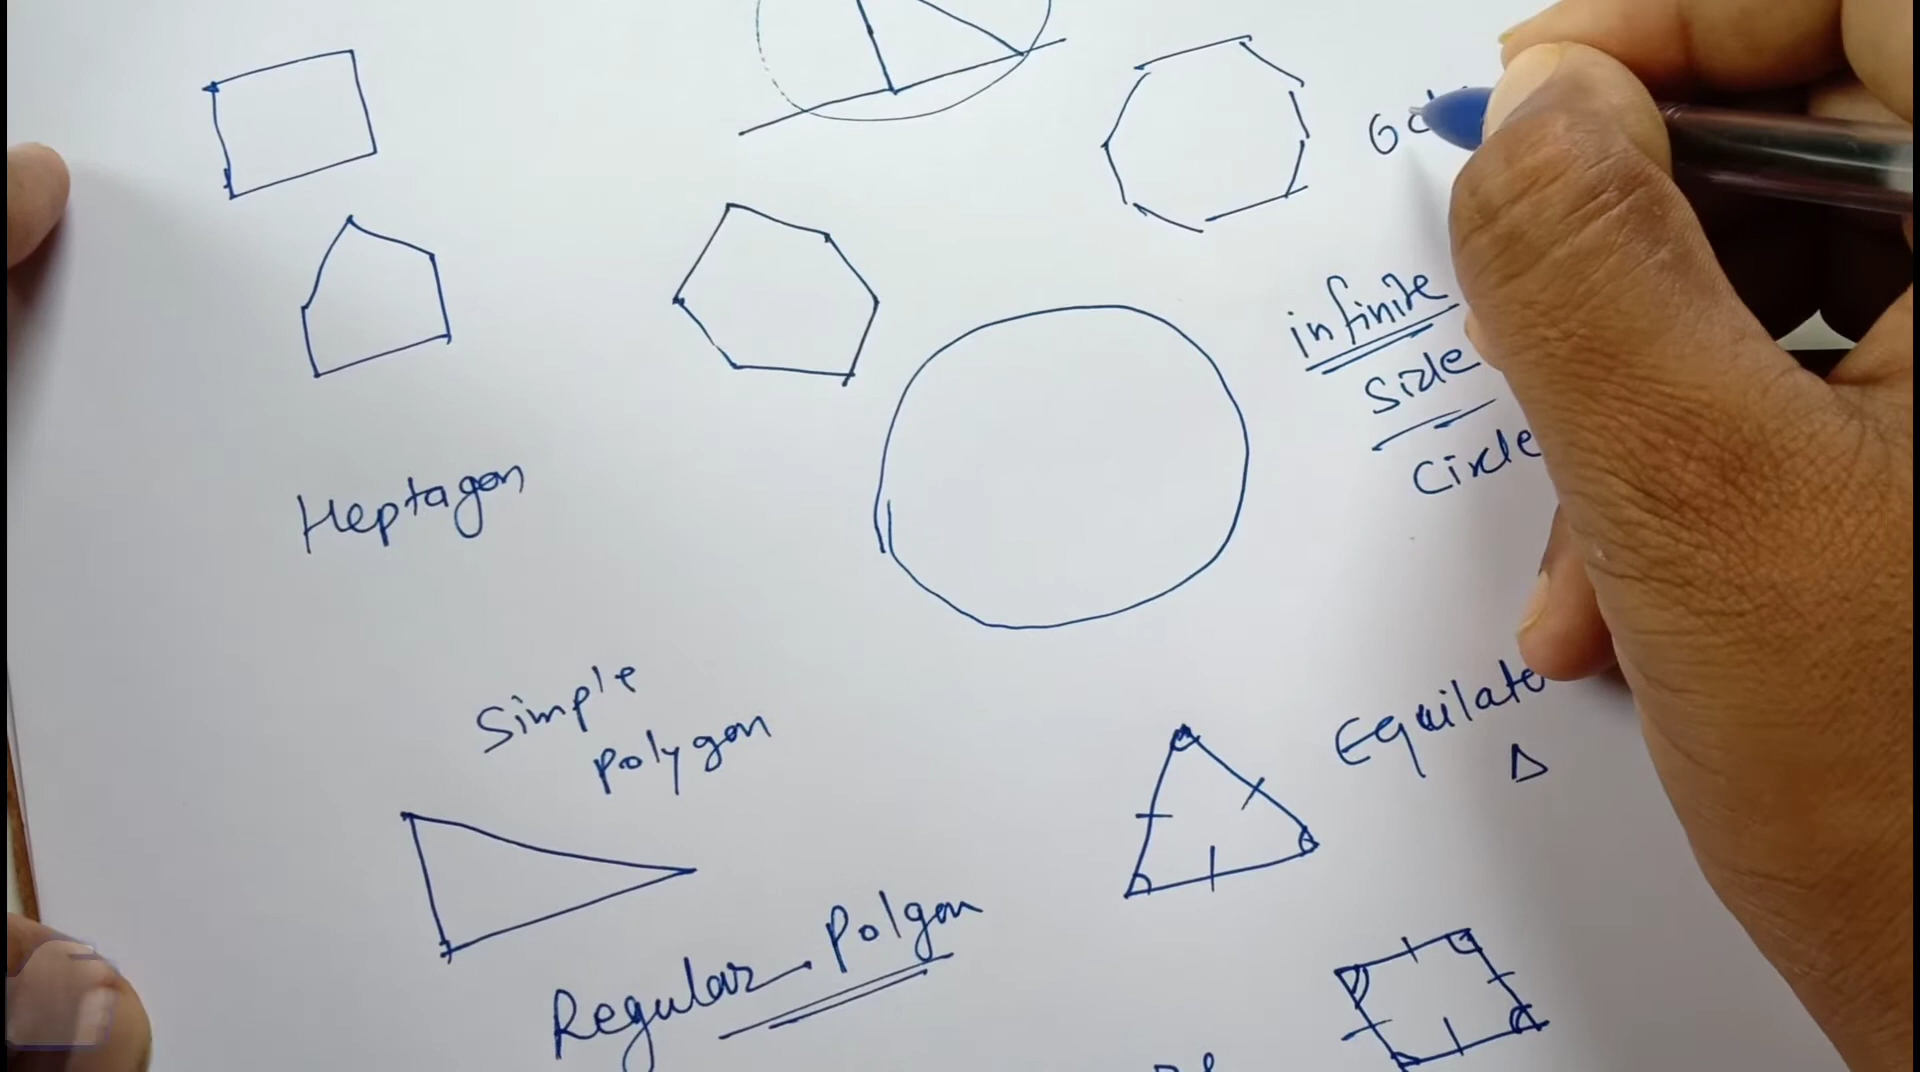 infinite
side
Circle
Heptagon
Simple
polygon
Equilate
Δ
Regular Polgon